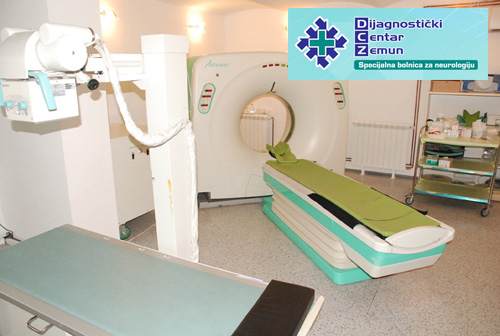 Dijagnostički
Centar
Zemun
Specijalna bolnica za neurologiju